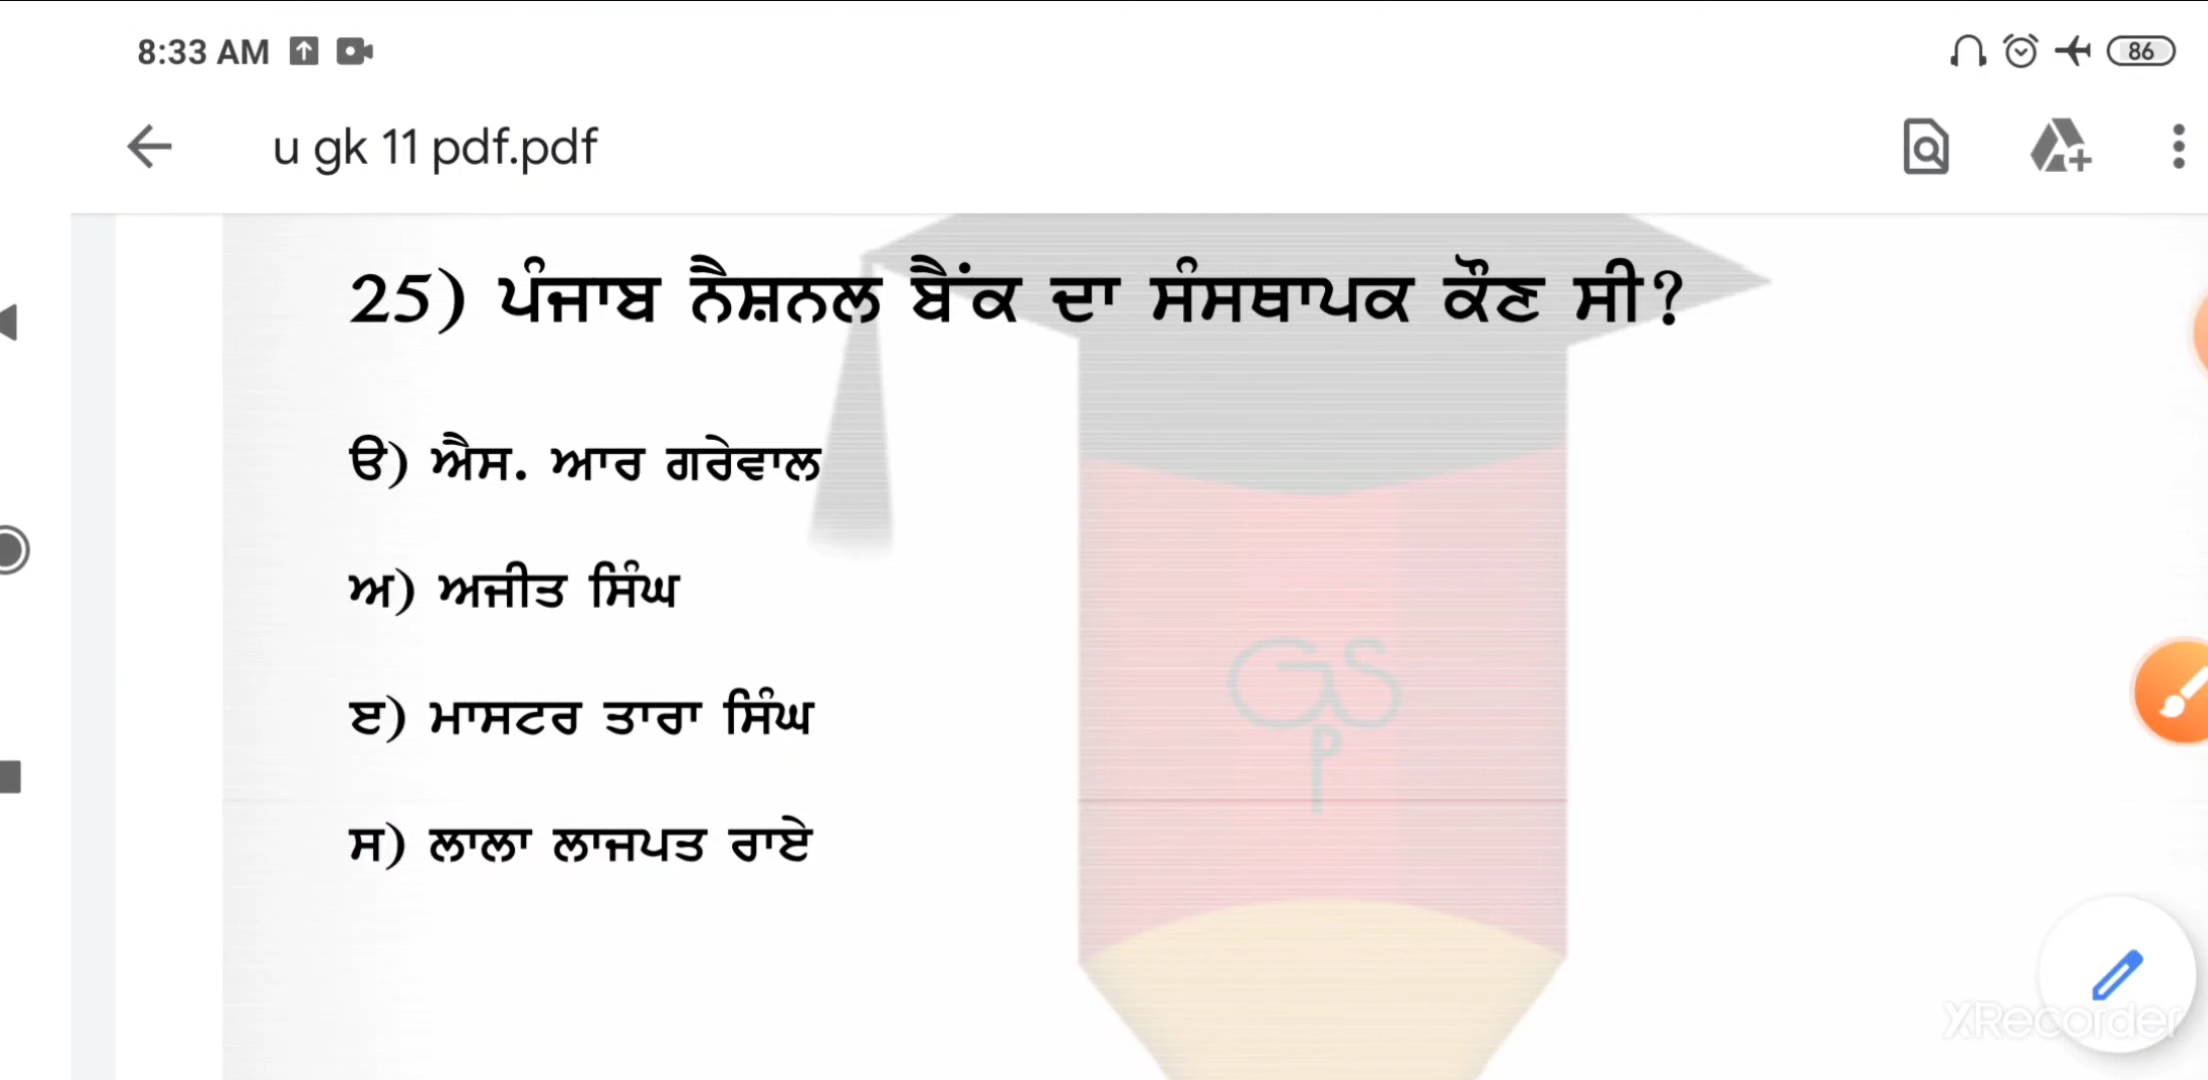 8:33 AM
86
u gk 11 pdf.pdf
25) ਪੰਜਾਬ ਨੈਸ਼ਨਲ ਬੈਂਕ ਦਾ ਸੰਸਥਾਪਕ ਕੌਣ ਸੀ?
ੳ) ਐਸ. ਆਰ ਗਰੇਵਾਲ
ਅ) ਅਜੀਤ ਸਿੰਘ
ੲ) ਮਾਸਟਰ ਤਾਰਾ ਸਿੰਘ
ਸ) ਲਾਲਾ ਲਾਜਪਤ ਰਾਏ
GS
P
XRecorder